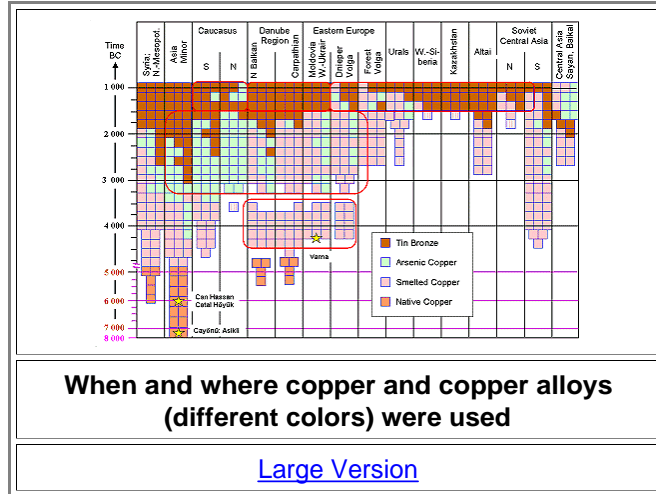 Time
BC
Syria;
N.-Mesopot.
Asia
Minor
Caucasus
S
N
Danube
Region
N Balkan
Carpathian
Eastern Europe
Moldovia
W.-Ukrair
Dnieper
Volga
Forest
Volga
Urals
W.-Si-
beria
Kazakhstan
Altai
Soviet
Central Asia
N
S
Central Asia
Sayan, Baikal
1 000
2 000
3 000
4 000
5 000
6 000
7 000
8 000
Varna
Can Hassan
Catal Höyük
Cayönü; Asikli
Tin Bronze
Arsenic Copper
Smelted Copper
Native Copper
When and where copper and copper alloys
(different colors) were used
Large Version